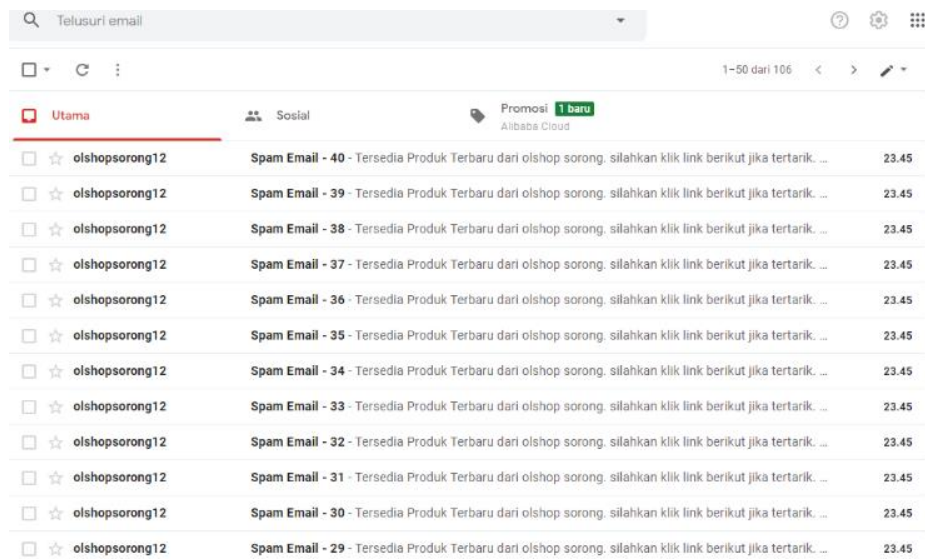 Telusuri email
1–50 dari 106
Utama
Sosial
Promosi 1 baru
Alibaba Cloud
olshopsorong12 Spam Email - 40 - Tersedia Produk Terbaru dari olshop sorong. silahkan klik link berikut jika tertarik. ... 23.45
olshopsorong12 Spam Email - 39 - Tersedia Produk Terbaru dari olshop sorong. silahkan klik link berikut jika tertarik. ... 23.45
olshopsorong12 Spam Email - 38 - Tersedia Produk Terbaru dari olshop sorong. silahkan klik link berikut jika tertarik. ... 23.45
olshopsorong12 Spam Email - 37 - Tersedia Produk Terbaru dari olshop sorong. silahkan klik link berikut jika tertarik. ... 23.45
olshopsorong12 Spam Email - 36 - Tersedia Produk Terbaru dari olshop sorong. silahkan klik link berikut jika tertarik. ... 23.45
olshopsorong12 Spam Email - 35 - Tersedia Produk Terbaru dari olshop sorong. silahkan klik link berikut jika tertarik. ... 23.45
olshopsorong12 Spam Email - 34 - Tersedia Produk Terbaru dari olshop sorong. silahkan klik link berikut jika tertarik. ... 23.45
olshopsorong12 Spam Email - 33 - Tersedia Produk Terbaru dari olshop sorong. silahkan klik link berikut jika tertarik. ... 23.45
olshopsorong12 Spam Email - 32 - Tersedia Produk Terbaru dari olshop sorong. silahkan klik link berikut jika tertarik. ... 23.45
olshopsorong12 Spam Email - 31 - Tersedia Produk Terbaru dari olshop sorong. silahkan klik link berikut jika tertarik. ... 23.45
olshopsorong12 Spam Email - 30 - Tersedia Produk Terbaru dari olshop sorong. silahkan klik link berikut jika tertarik. ... 23.45
olshopsorong12 Spam Email - 29 - Tersedia Produk Terbaru dari olshop sorong. silahkan klik link berikut jika tertarik. ... 23.45